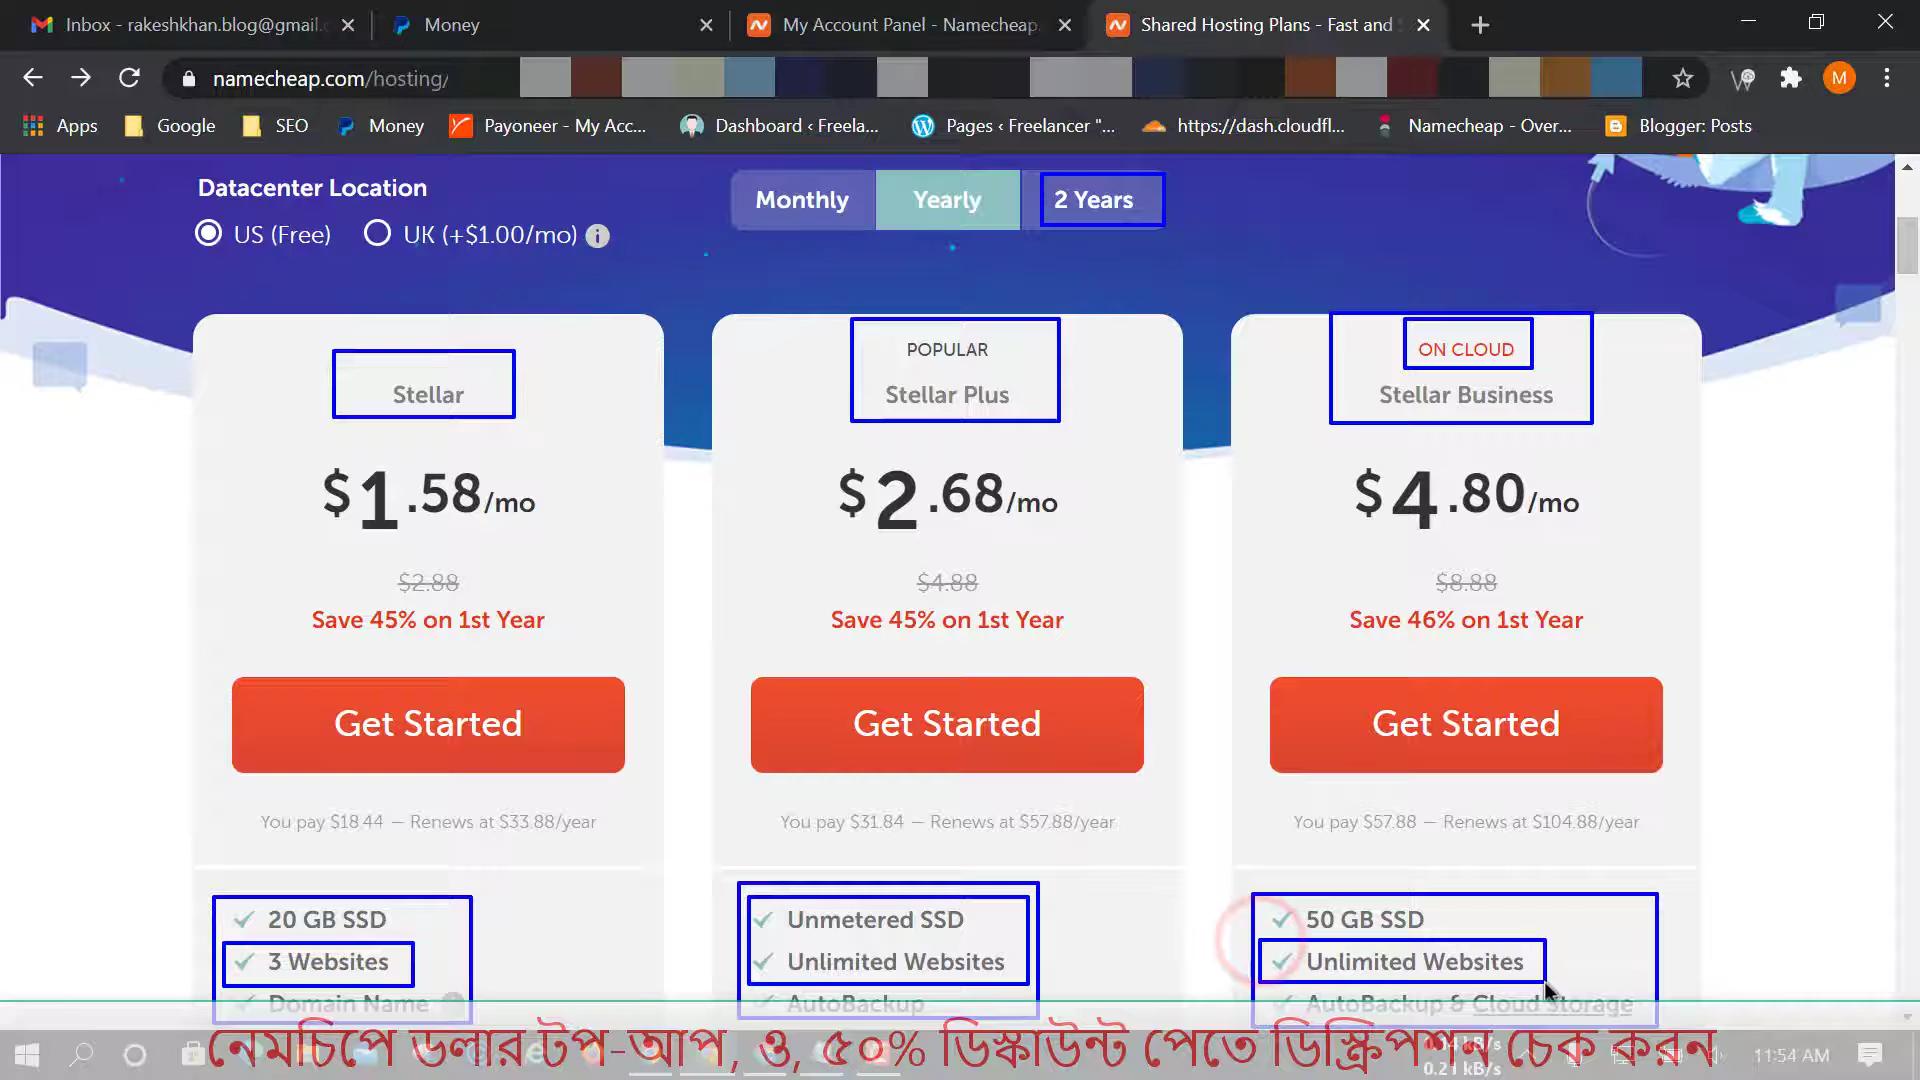 Inbox - rakeshkhan.blog@gmail.
Money
My Account Panel - Namecheap.
Shared Hosting Plans - Fast and
namecheap.com/hosting/
M
Apps
Google
SEO
Money
Payoneer - My Acc...
Dashboard ‹ Freela...
Pages ‹ Freelancer "...
https://dash.cloudfl...
Namecheap - Over...
Blogger: Posts
Datacenter Location
US (Free)
UK (+$1.00/mo)
Monthly
Yearly
2 Years
Stellar
$1.58/mo
$2.88
Save 45% on 1st Year
Get Started
You pay $18.44 — Renews at $33.88/year
20 GB SSD
3 Websites
Domain Name
POPULAR
Stellar Plus
$2.68/mo
$4.88
Save 45% on 1st Year
Get Started
You pay $31.84 — Renews at $57.88/year
Unmetered SSD
Unlimited Websites
AutoBackup
ON CLOUD
Stellar Business
$4.80/mo
$8.88
Save 46% on 1st Year
Get Started
You pay $57.88 — Renews at $104.88/year
50 GB SSD
Unlimited Websites
AutoBackup & Cloud Storage
নেমচিপে ডলার টপ-আপ, ও, ৫০% ডিস্কাউন্ট পেতে ডিস্ক্রিপশন চেক করুন
0.21 kB/s
11:54 AM